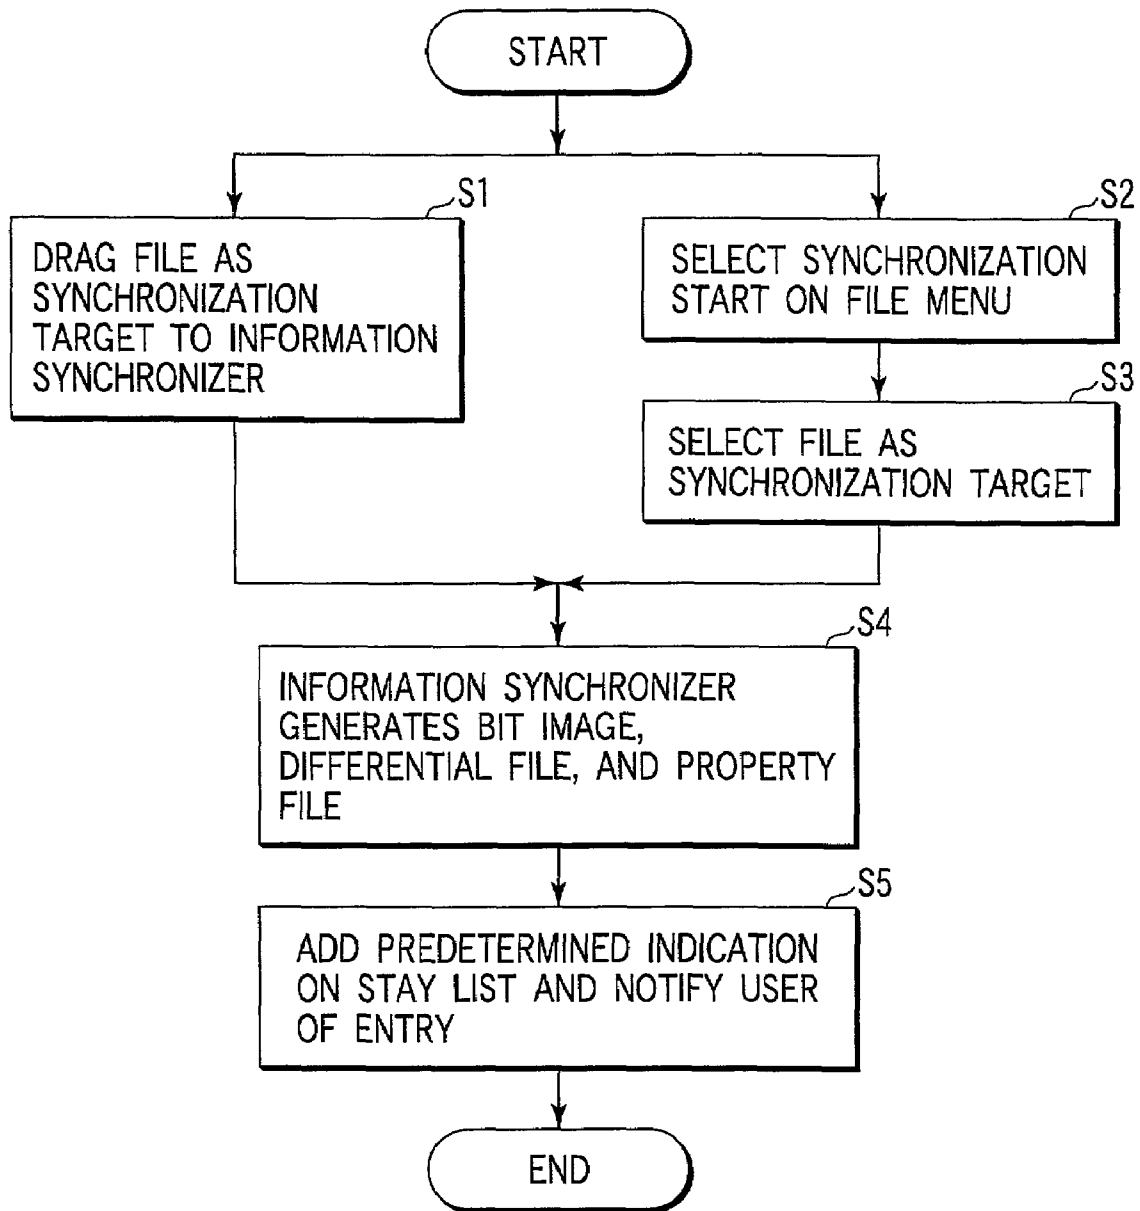 START
S1
DRAG FILE AS
SYNCHRONIZATION
TARGET TO INFORMATION
SYNCHRONIZER
S2
SELECT SYNCHRONIZATION
START ON FILE MENU
S3
SELECT FILE AS
SYNCHRONIZATION TARGET
S4
INFORMATION SYNCHRONIZER
GENERATES BIT IMAGE,
DIFFERENTIAL FILE, AND PROPERTY
FILE
S5
ADD PREDETERMINED INDICATION
ON STAY LIST AND NOTIFY USER
OF ENTRY
END